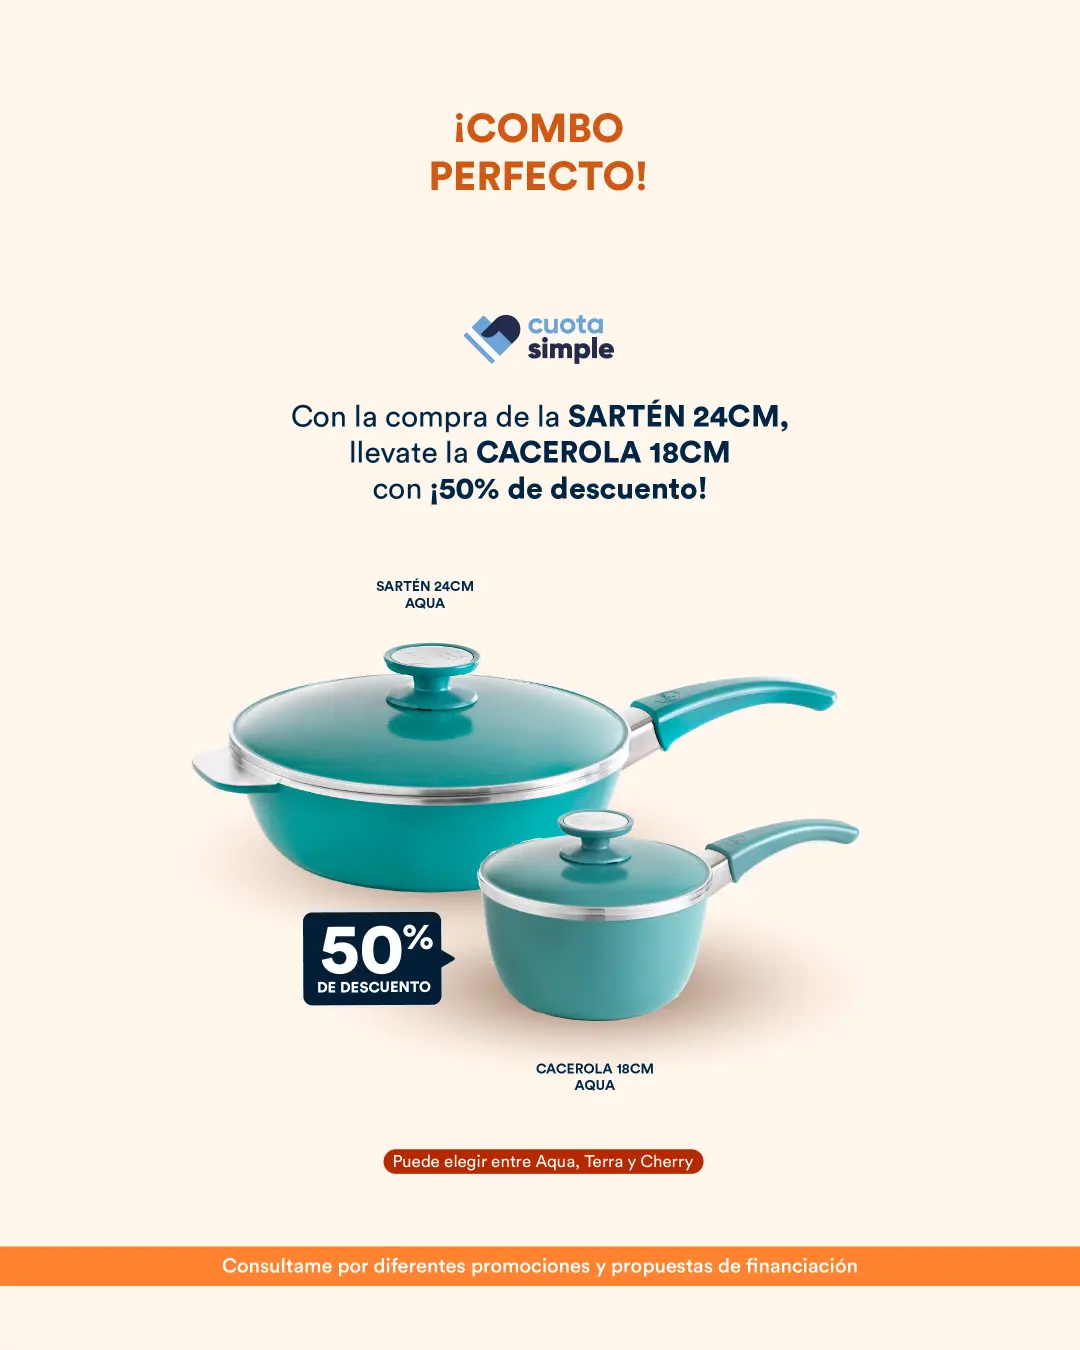 ¡COMBO
PERFECTO!
cuota
simple
Con la compra de la SARTÉN 24CM,
llevate la CACEROLA 18CM
con ¡50% de descuento!
SARTÉN 24CM
AQUA
50%
DE DESCUENTO
CACEROLA 18CM
AQUA
Puede elegir entre Aqua, Terra y Cherry
Consultame por diferentes promociones y propuestas de financiación